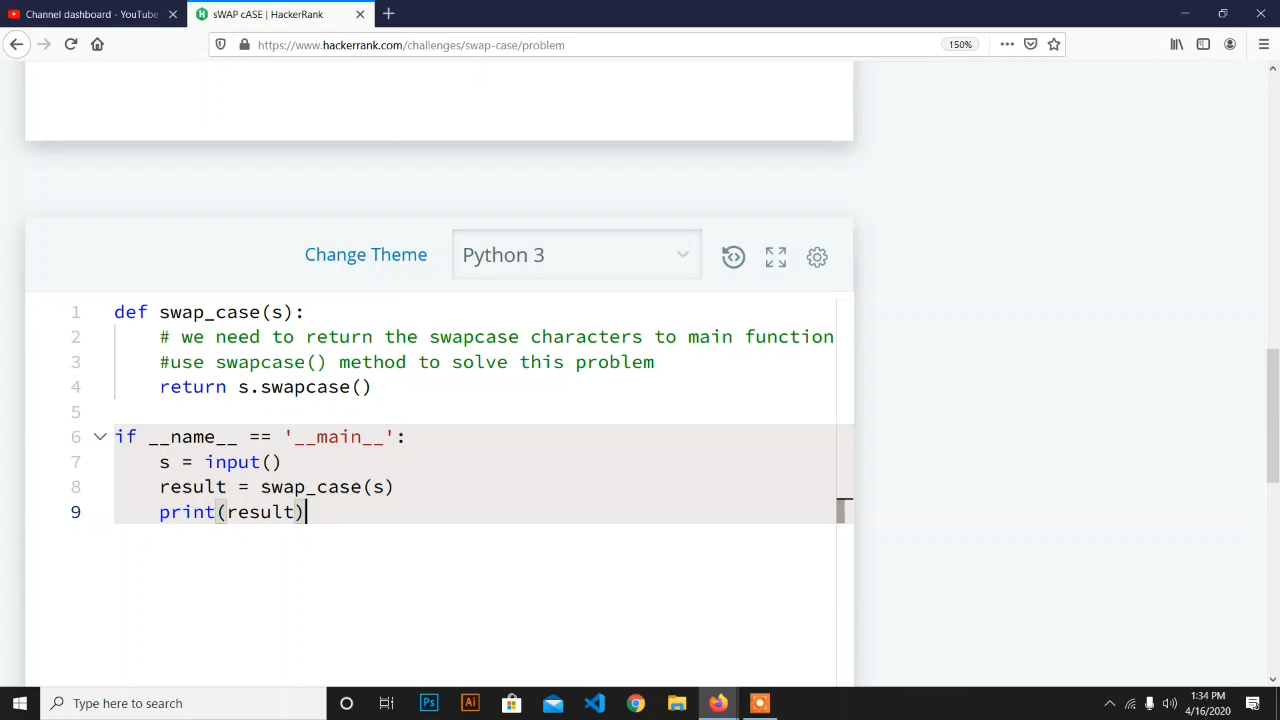 Channel dashboard - YouTube
sWAP cASE | HackerRank
https://www.hackerrank.com/challenges/swap-case/problem
150%
Change Theme
Python 3
1 def swap_case(s):
2 # we need to return the swapcase characters to main function
3 #use swapcase() method to solve this problem
4 return s.swapcase()
5
6 if __name__ == '__main__':
7 s = input()
8 result = swap_case(s)
9 print(result)
Type here to search
Ps
Ai
1:34 PM
4/16/2020